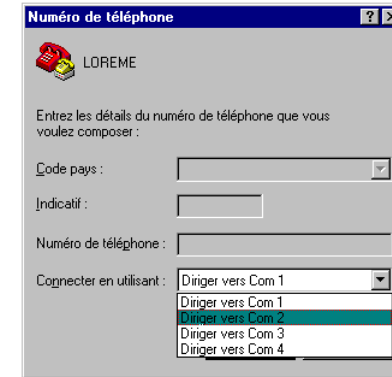 Numéro de téléphone
LOREME
Entrez les détails du numéro de téléphone que vous
voulez composer :
Code pays :
Indicatif :
Numéro de téléphone :
Connecter en utilisant : Diriger vers Com 1
Diriger vers Com 1
Diriger vers Com 2
Diriger vers Com 3
Diriger vers Com 4